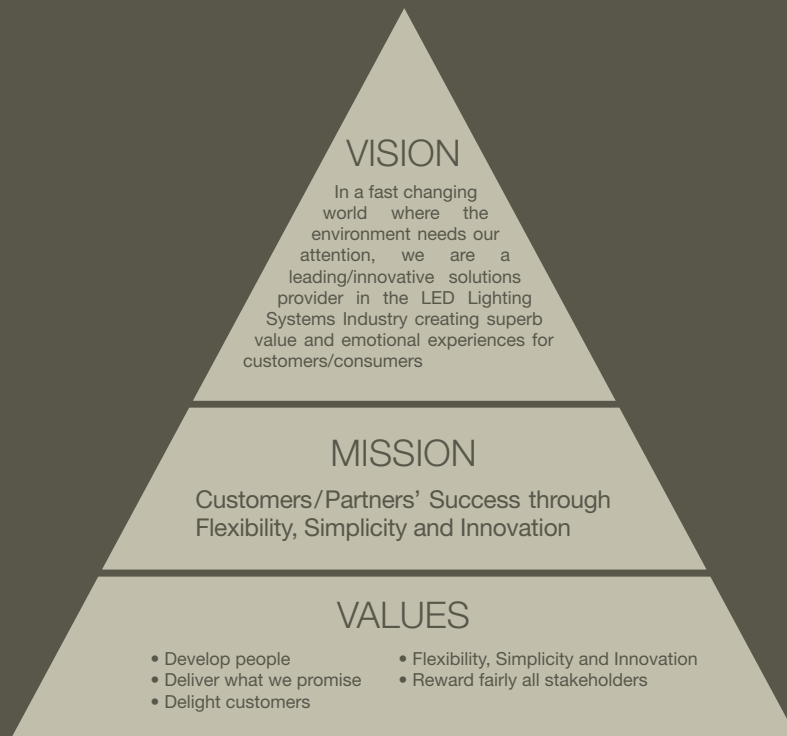 VISION
In a fast changing
world where the
environment needs our
attention, we are a
leading/innovative solutions
provider in the LED Lighting
Systems Industry creating superb
value and emotional experiences for
customers/consumers
MISSION
Customers/Partners’ Success through
Flexibility, Simplicity and Innovation
VALUES
• Develop people
• Deliver what we promise
• Delight customers
• Flexibility, Simplicity and Innovation
• Reward fairly all stakeholders